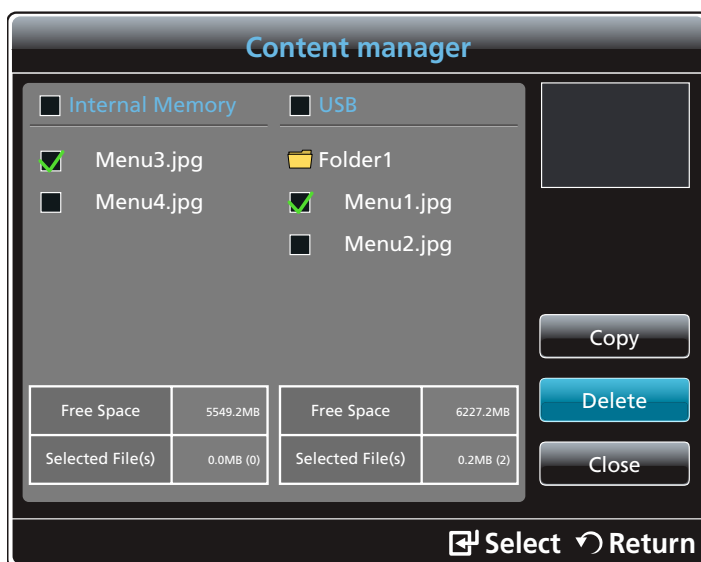 Content manager
Internal Memory
USB
Menu3.jpg
Folder1
Menu4.jpg
Menu1.jpg
Menu2.jpg
Copy
Delete
Close
Free Space 5549.2MB
Free Space 6227.2MB
Selected File(s) 0.0MB (0)
Selected File(s) 0.2MB (2)
Select Return